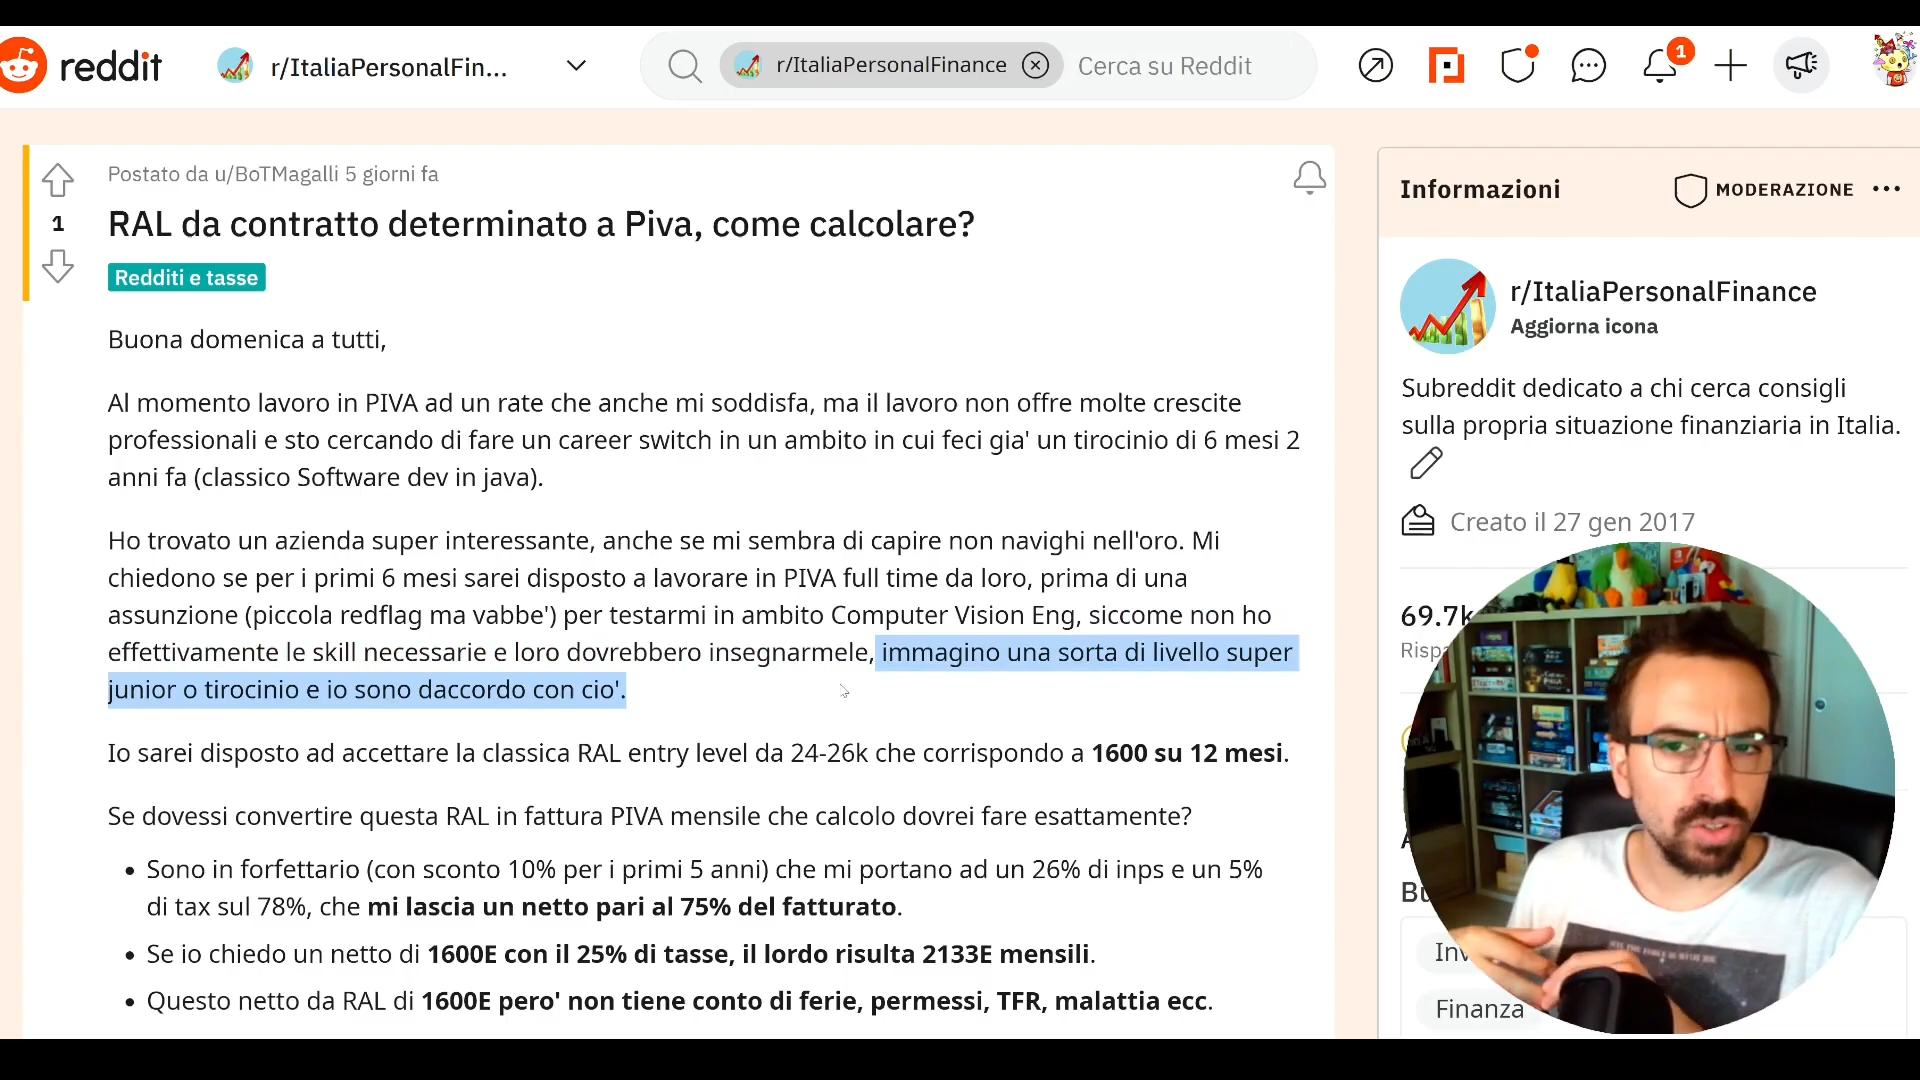 reddit
r/ItaliaPersonalFin...
r/ItaliaPersonalFinance
Cerca su Reddit
1
Postato da u/BoTMagalli 5 giorni fa
1
RAL da contratto determinato a Piva, come calcolare?
Redditi e tasse
Buona domenica a tutti,
Al momento lavoro in PIVA ad un rate che anche mi soddisfa, ma il lavoro non offre molte crescite
professionali e sto cercando di fare un career switch in un ambito in cui feci gia' un tirocinio di 6 mesi 2
anni fa (classico Software dev in java).
Ho trovato un azienda super interessante, anche se mi sembra di capire non navighi nell'oro. Mi
chiedono se per i primi 6 mesi sarei disposto a lavorare in PIVA full time da loro, prima di una
assunzione (piccola redflag ma vabbe') per testarmi in ambito Computer Vision Eng, siccome non ho
effettivamente le skill necessarie e loro dovrebbero insegnarmele, immagino una sorta di livello super
junior o tirocinio e io sono daccordo con cio'.
Io sarei disposto ad accettare la classica RAL entry level da 24-26k che corrispondo a 1600 su 12 mesi.
Se dovessi convertire questa RAL in fattura PIVA mensile che calcolo dovrei fare esattamente?
• Sono in forfettario (con sconto 10% per i primi 5 anni) che mi portano ad un 26% di inps e un 5%
di tax sul 78%, che mi lascia un netto pari al 75% del fatturato.
• Se io chiedo un netto di 1600E con il 25% di tasse, il lordo risulta 2133E mensili.
• Questo netto da RAL di 1600E pero' non tiene conto di ferie, permessi, TFR, malattia ecc.
Informazioni
MODERAZIONE
r/ItaliaPersonalFinance
Aggiorna icona
Subreddit dedicato a chi cerca consigli
sulla propria situazione finanziaria in Italia.
Creato il 27 gen 2017
69.7k
Rispa
Bu
Inv
Finanza